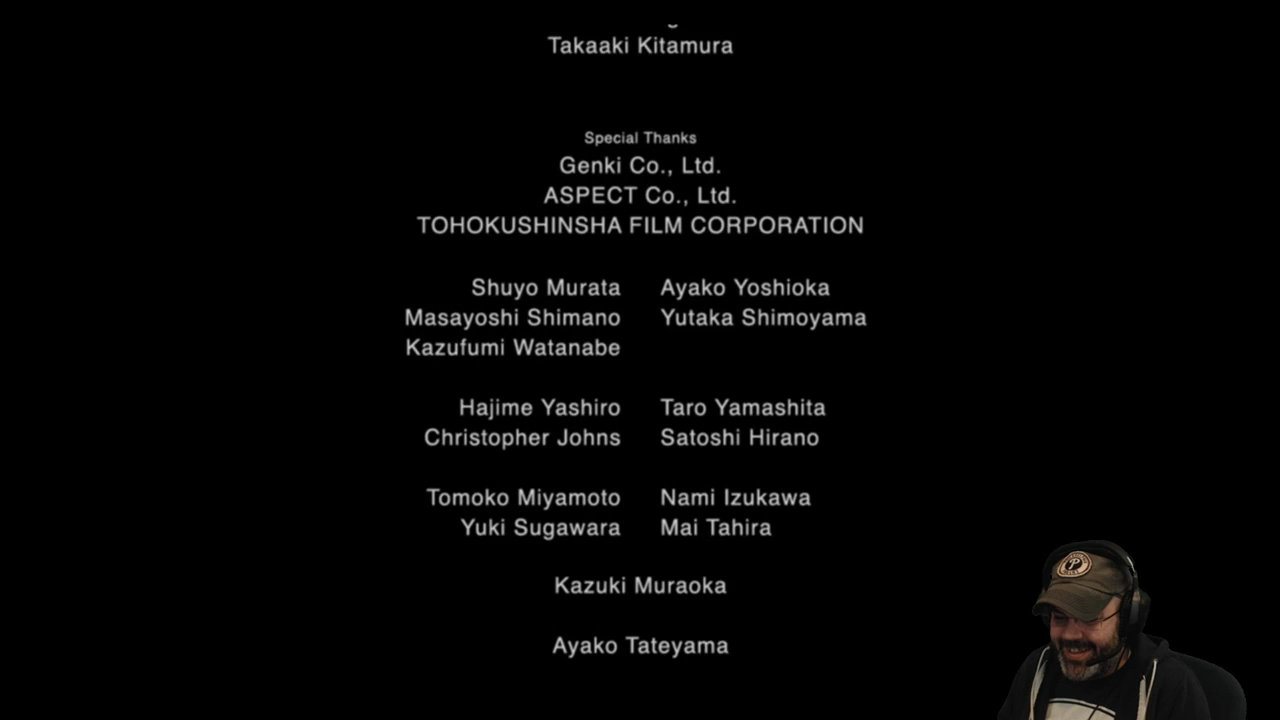 Takaaki Kitamura
Special Thanks
Genki Co., Ltd.
ASPECT Co., Ltd.
TOHOKUSHINSHA FILM CORPORATION
Shuyo Murata Ayako Yoshioka
Masayoshi Shimano Yutaka Shimoyama
Kazufumi Watanabe
Hajime Yashiro Taro Yamashita
Christopher Johns Satoshi Hirano
Tomoko Miyamoto Nami Izukawa
Yuki Sugawara Mai Tahira
Kazuki Muraoka
Ayako Tateyama